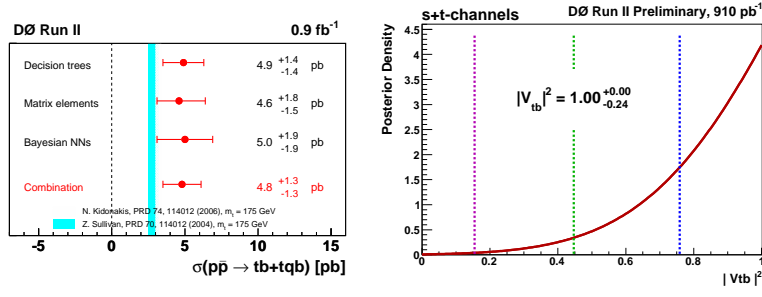 DØ Run II 0.9 fb⁻¹
Decision trees 4.9 +1.4 -1.4 pb
Matrix elements 4.6 +1.8 -1.5 pb
Bayesian NNs 5.0 +1.9 -1.9 pb
Combination 4.8 +1.3 -1.3 pb
N. Kidonakis, PRD 74, 114012 (2006), mₜ = 175 GeV
Z. Sullivan, PRD 70, 114012 (2004), mₜ = 175 GeV
-5 0 5 10 15
σ(pp̄ → tb+tqb) [pb]
s+t-channels DØ Run II Preliminary, 910 pb⁻¹
Posterior Density
4.5
4
3.5
3
2.5
2
1.5
1
0.5
0
|V_tb|² = 1.00 +0.00 -0.24
0 0.2 0.4 0.6 0.8 1
| Vtb |²